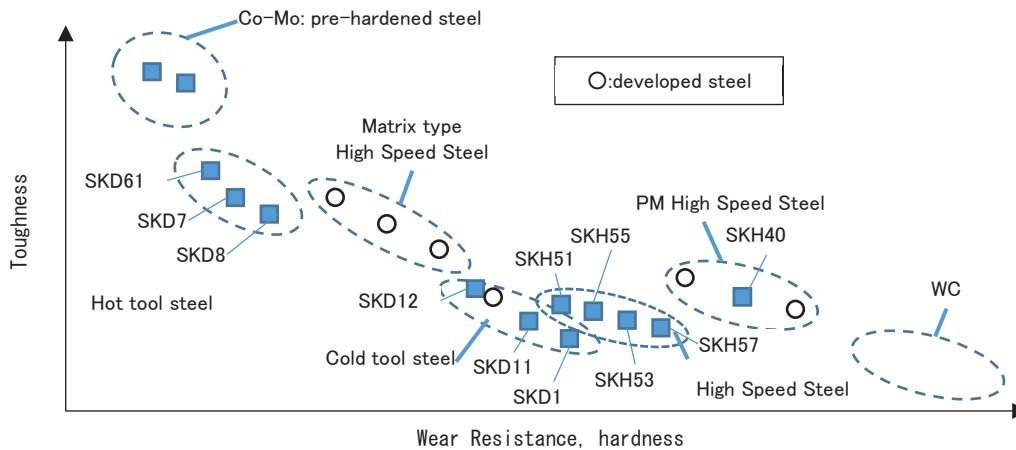 Co-Mo: pre-hardened steel
○:developed steel
Matrix type
High Speed Steel
SKD61
PM High Speed Steel
SKD7
SKH55
SKH40
SKD8
SKH51
Toughness
WC
Hot tool steel
SKD12
SKH57
Cold tool steel
SKD11
SKH53
SKD1
High Speed Steel
Wear Resistance, hardness